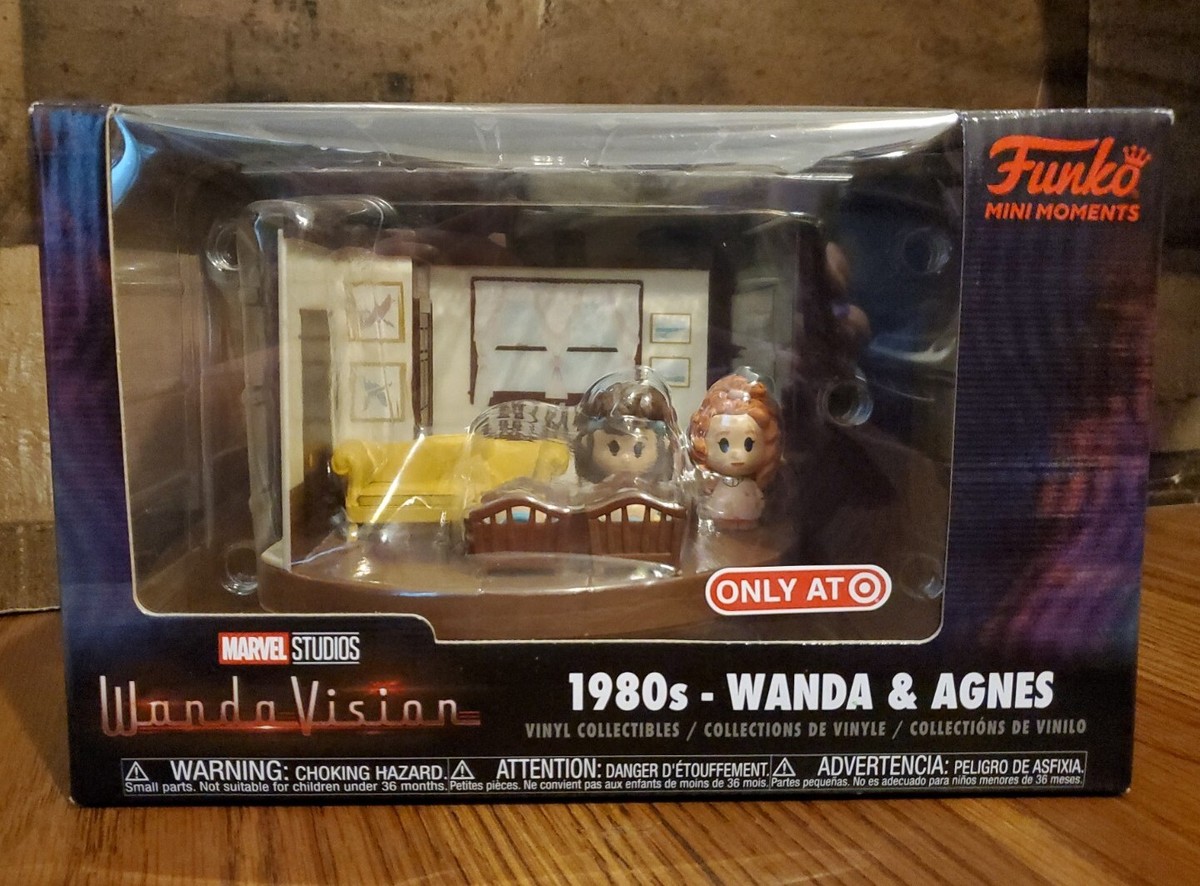 Funko
MINI MOMENTS
ONLY AT
MARVEL STUDIOS
WandaVision
1980s - WANDA & AGNES
VINYL COLLECTIBLES / COLLECTIONS DE VINYLE / COLLECTIÓNS DE VINILO
WARNING: CHOKING HAZARD.
Small parts. Not suitable for children under 36 months.
ATTENTION: DANGER D'ÉTOUFFEMENT.
Petites pièces. Ne convient pas aux enfants de moins de 36 mois.
ADVERTENCIA: PELIGRO DE ASFIXIA.
Partes pequeñas. No es adecuado para niños menores de 36 meses.